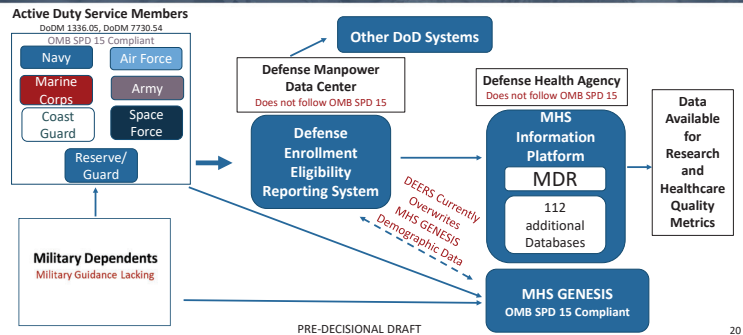 Active Duty Service Members
DoDM 1336.05, DoDM 7730.54
OMB SPD 15 Compliant
Navy
Air Force
Marine
Corps
Army
Coast
Guard
Space
Force
Reserve/
Guard
Military Dependents
Military Guidance Lacking
Other DoD Systems
Defense Manpower
Data Center
Does not follow OMB SPD 15
Defense
Enrollment
Eligibility
Reporting System
DEERS Currently
Overwrites
MHS GENESIS
Demographic Data
Defense Health Agency
Does not follow OMB SPD 15
MHS
Information
Platform
MDR
112
additional
Databases
MHS GENESIS
OMB SPD 15 Compliant
Data
Available
for
Research
and
Healthcare
Quality
Metrics
PRE-DECISIONAL DRAFT
20